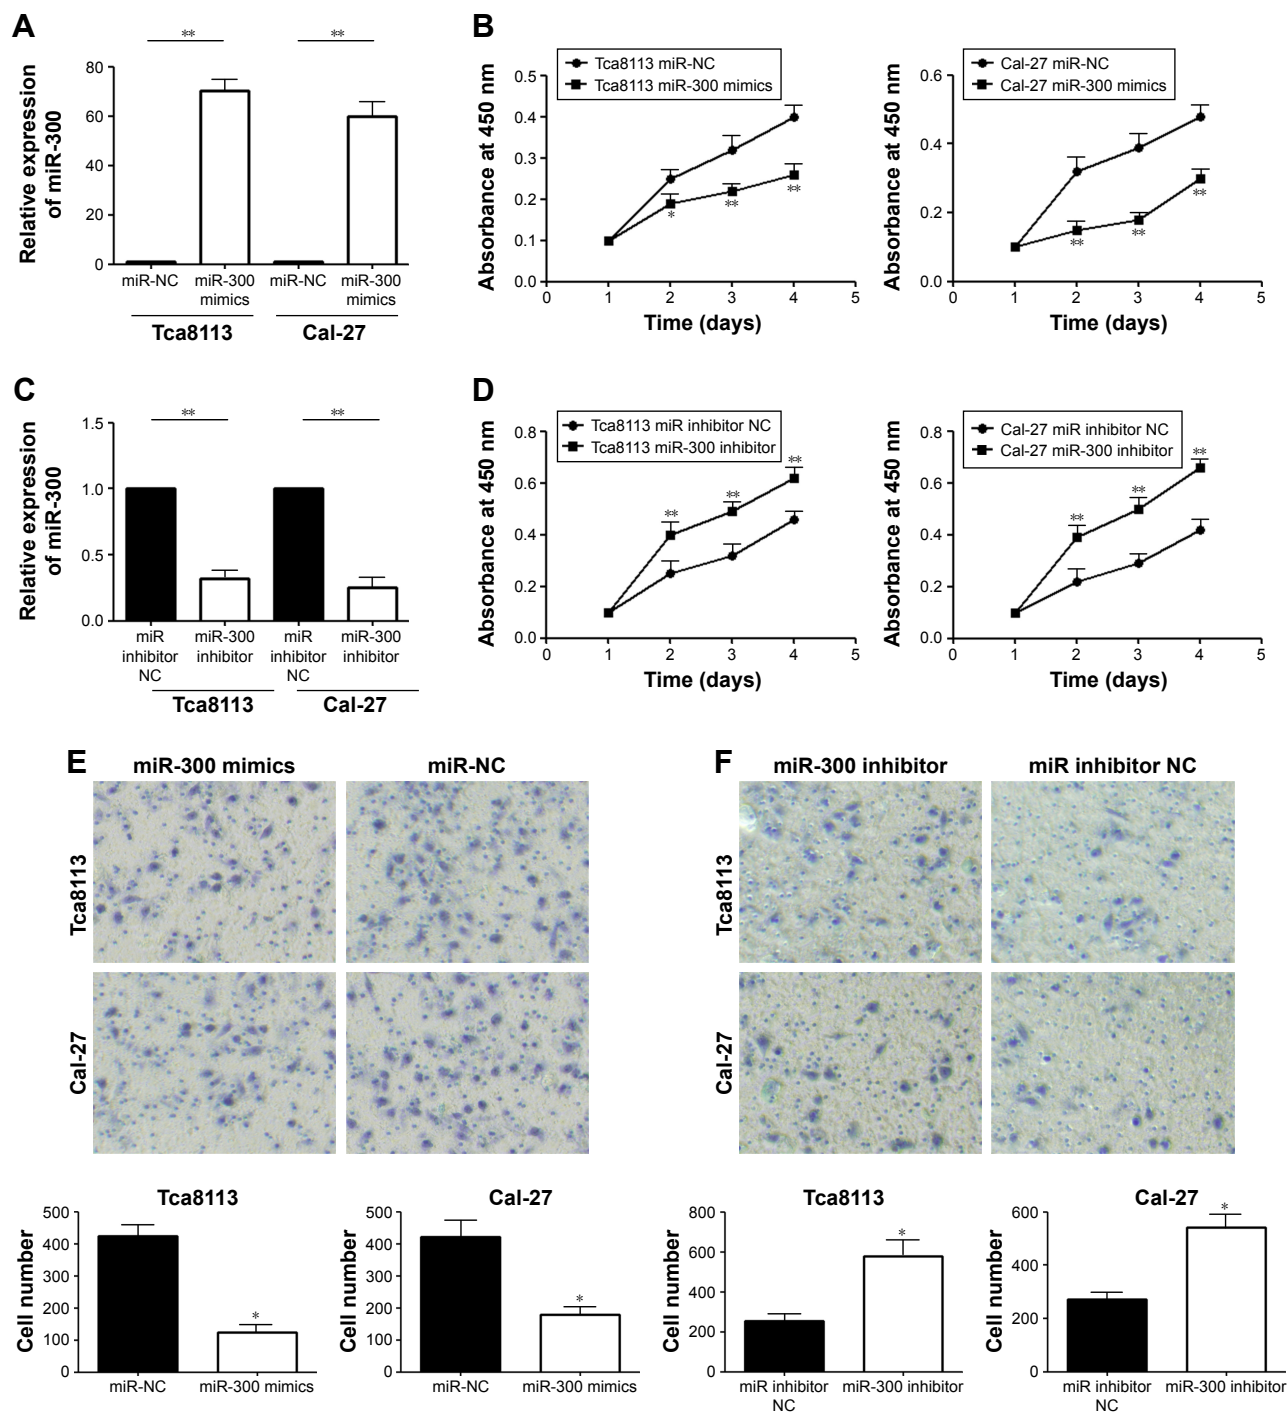 A
**
**
Relative expression
of miR-300
80
60
40
20
0
miR-NC
miR-300
mimics
miR-NC
miR-300
mimics
Tca8113
Cal-27
B
Tca8113 miR-NC
Tca8113 miR-300 mimics
Absorbance at 450 nm
0.5
0.4
0.3
0.2
0.1
0.0
*
**
**
0 1 2 3 4 5
Time (days)
Cal-27 miR-NC
Cal-27 miR-300 mimics
Absorbance at 450 nm
0.6
0.4
0.2
0.0
**
**
**
0 1 2 3 4 5
Time (days)
C
**
**
Relative expression
of miR-300
1.5
1.0
0.5
0.0
miR
inhibitor
NC
miR-300
inhibitor
miR
inhibitor
NC
miR-300
inhibitor
Tca8113
Cal-27
D
Tca8113 miR inhibitor NC
Tca8113 miR-300 inhibitor
Absorbance at 450 nm
0.8
0.6
0.4
0.2
0.0
**
**
**
0 1 2 3 4 5
Time (days)
Cal-27 miR inhibitor NC
Cal-27 miR-300 inhibitor
Absorbance at 450 nm
0.8
0.6
0.4
0.2
0.0
**
**
**
0 1 2 3 4 5
Time (days)
E
miR-300 mimics
miR-NC
Tca8113
Cal-27
F
miR-300 inhibitor
miR inhibitor NC
Tca8113
Cal-27
Tca8113
Cell number
500
400
300
200
100
0
*
miR-NC
miR-300 mimics
Cal-27
Cell number
500
400
300
200
100
0
*
miR-NC
miR-300 mimics
Tca8113
Cell number
800
600
400
200
0
*
miR inhibitor
NC
miR-300 inhibitor
Cal-27
Cell number
600
400
200
0
*
miR inhibitor
NC
miR-300 inhibitor